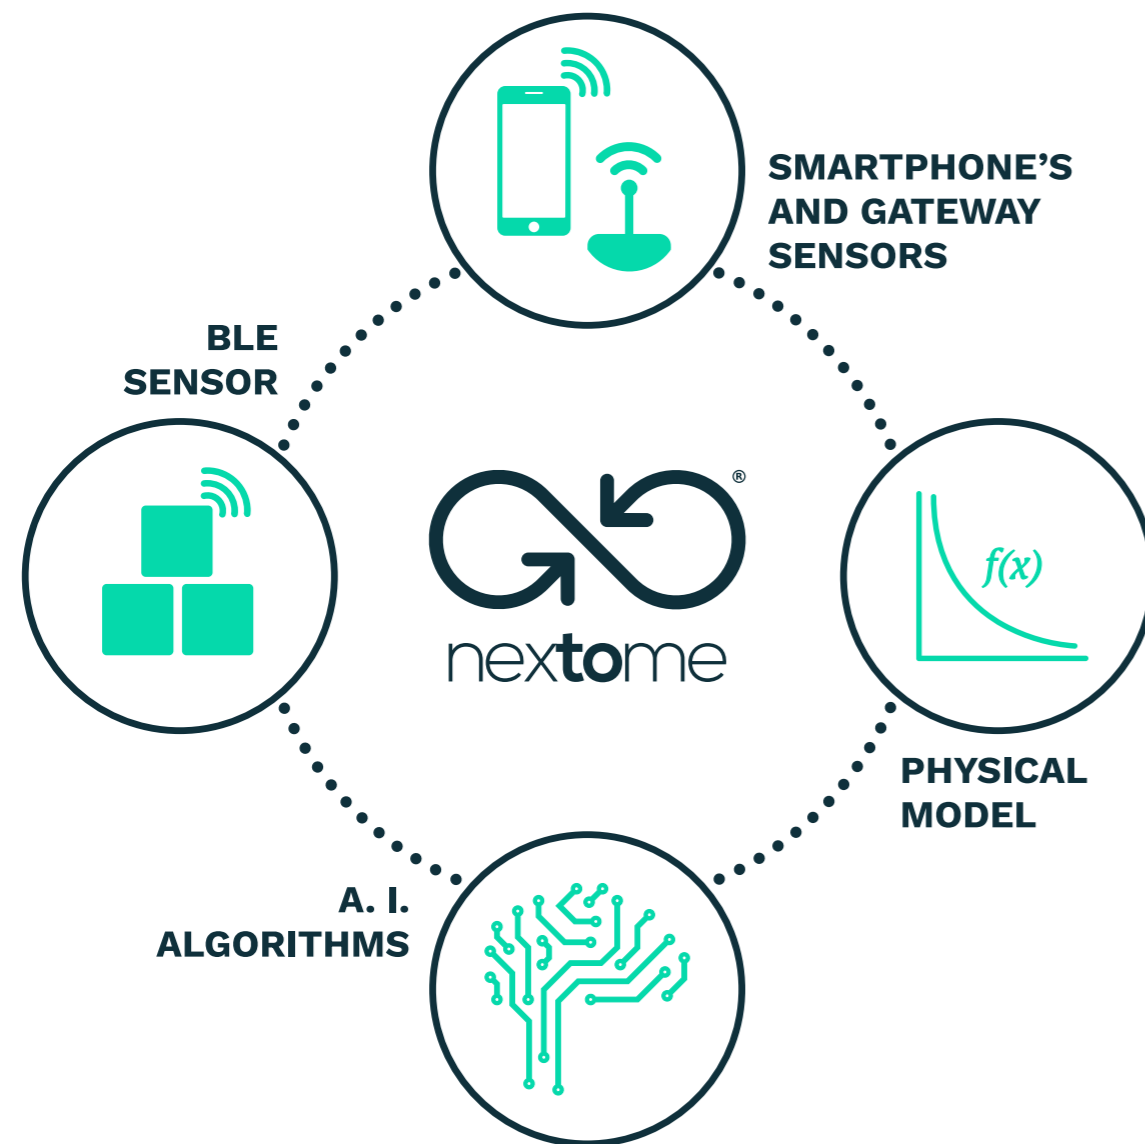 SMARTPHONE’S
AND GATEWAY
SENSORS
BLE
SENSOR
®
f(x)
nextome
PHYSICAL
MODEL
A. I.
ALGORITHMS